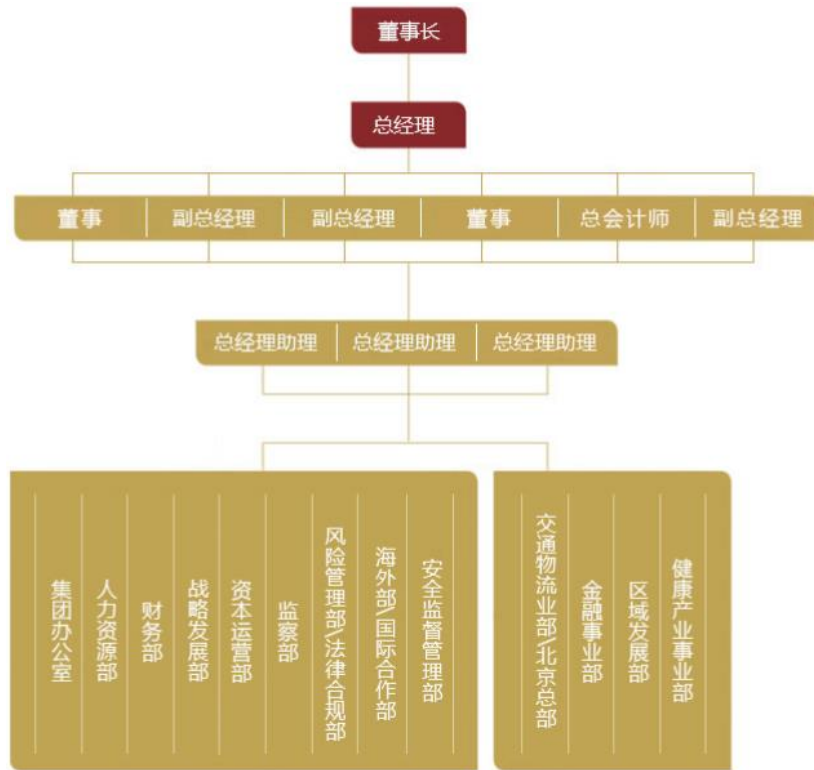 董事长
总经理
董事
副总经理
副总经理
董事
总会计师
副总经理
总经理助理
总经理助理
总经理助理
集团办公室
人力资源部
财务部
战略发展部
资本运营部
监察部
风险管理部\法律合规部
海外部\国际合作部
安全监督管理部
交通物流业部/北京总部
金融事业部
区域发展部
健康产业事业部